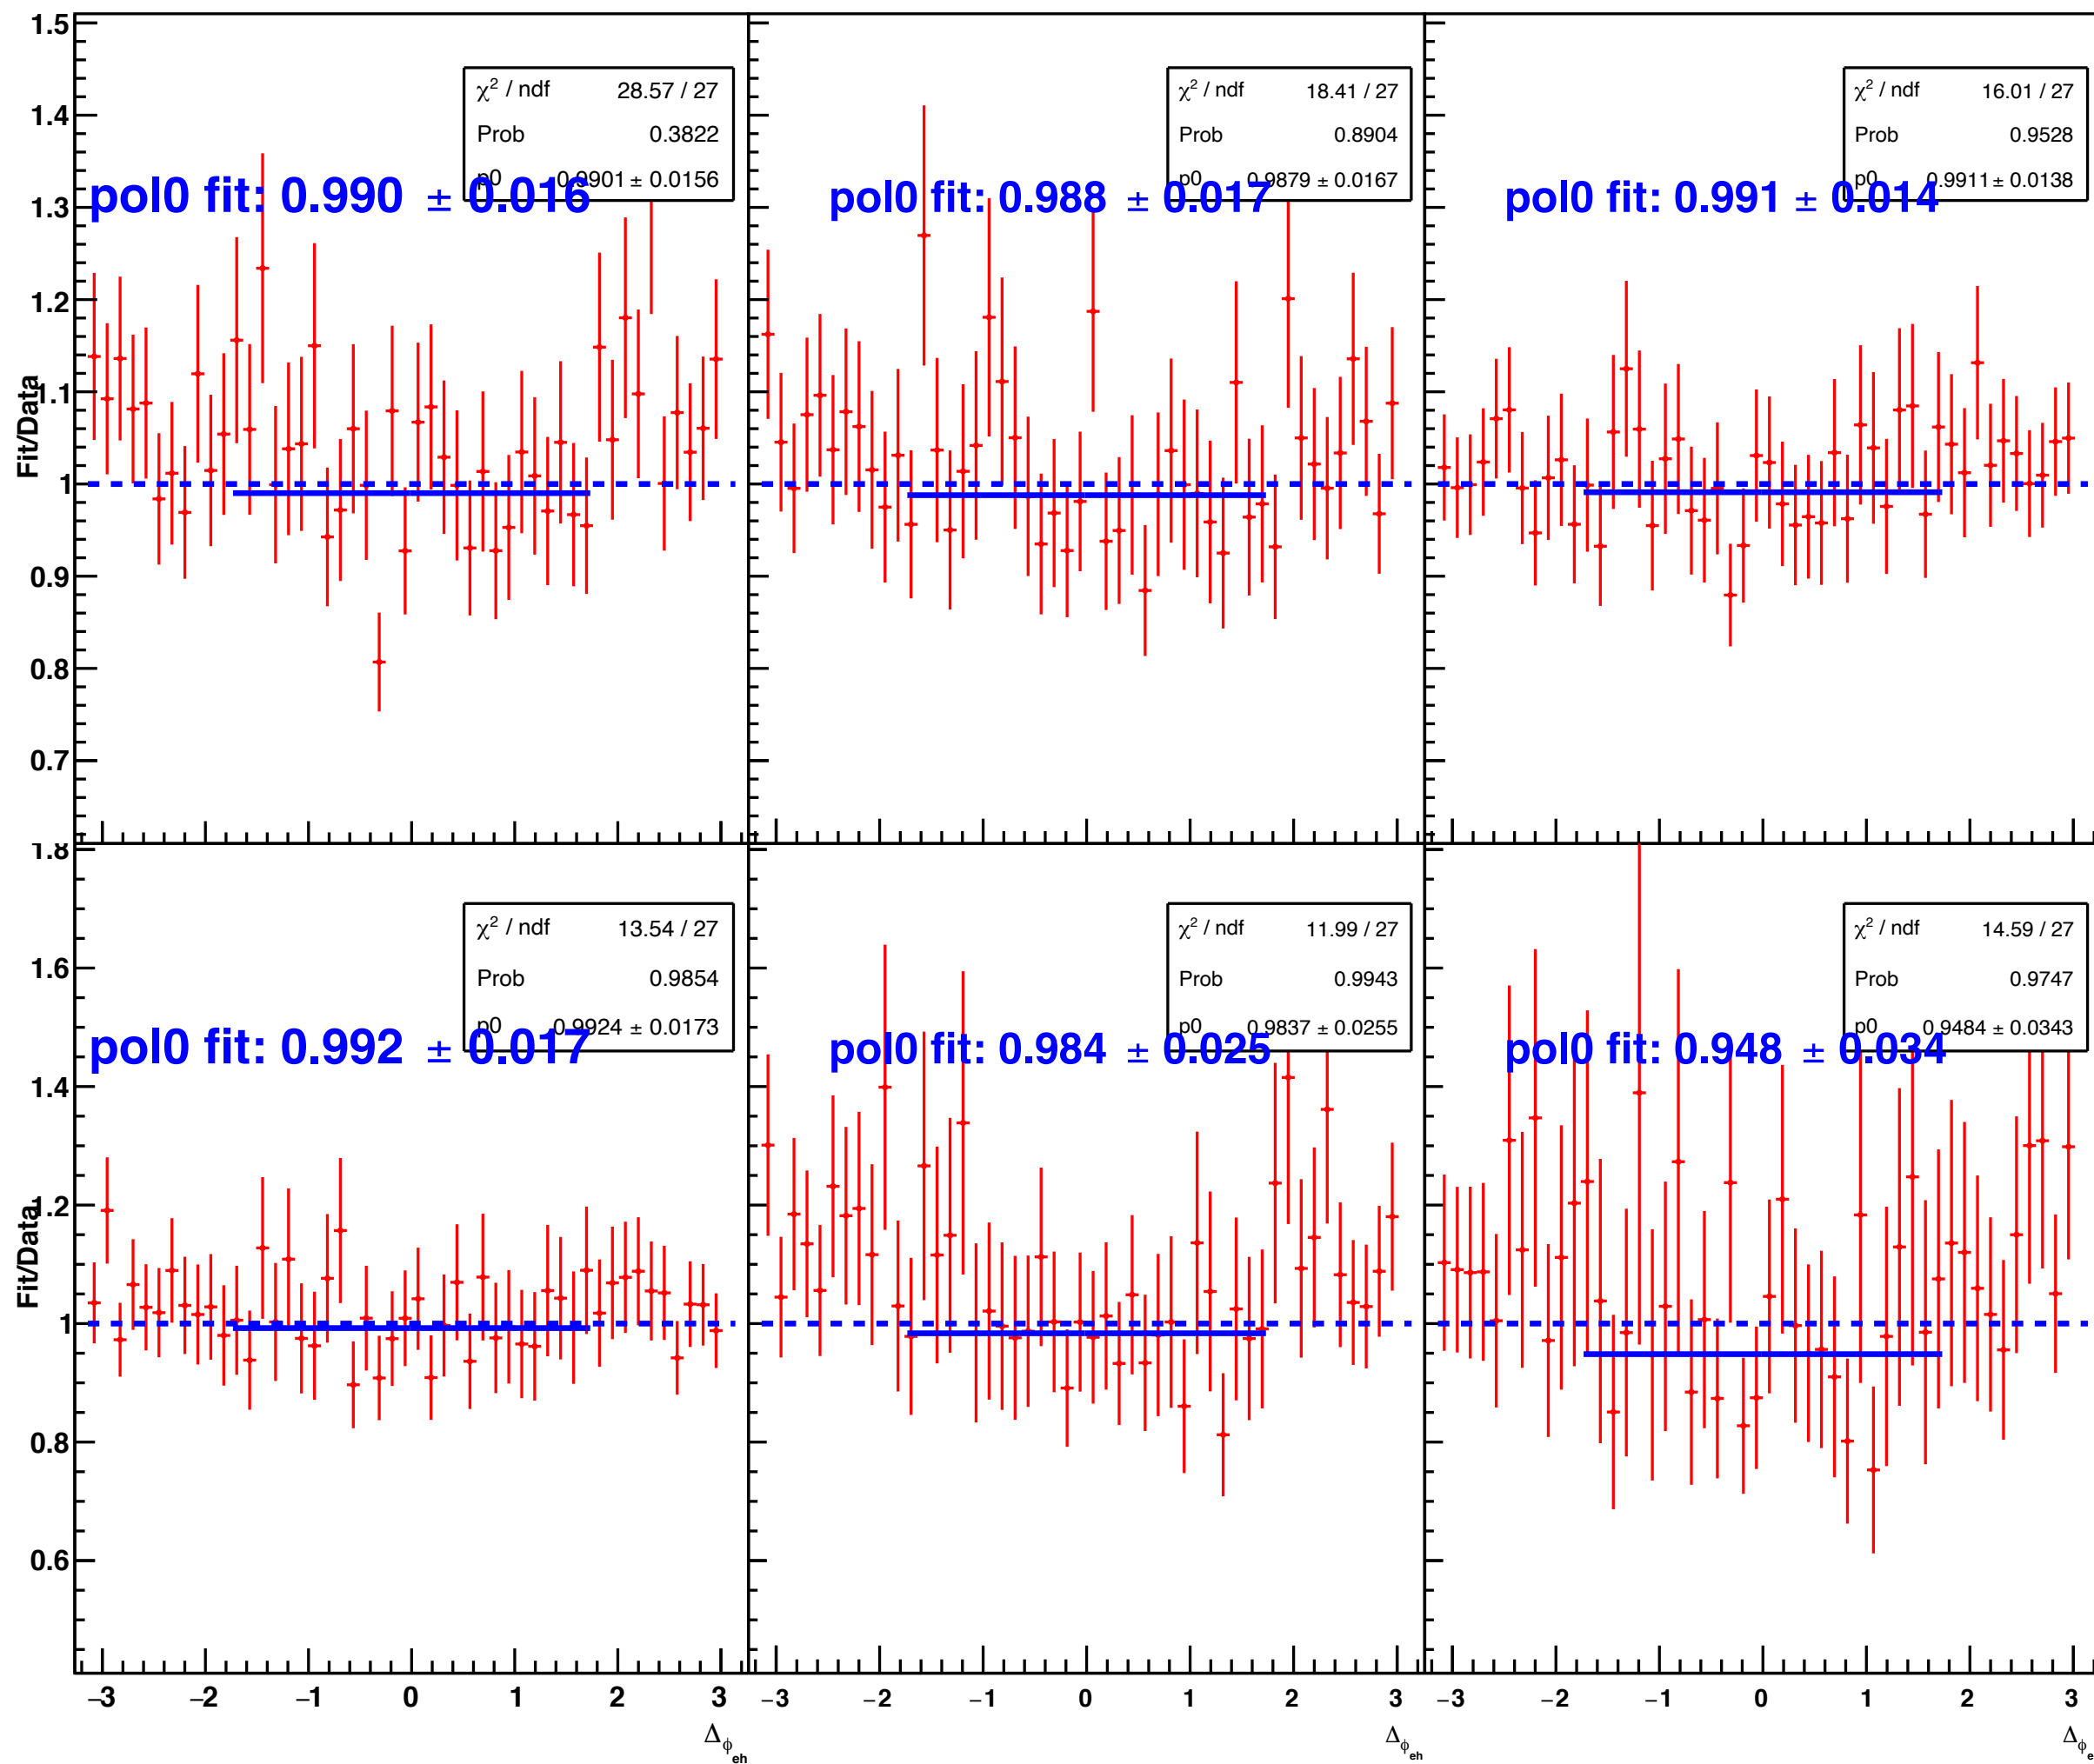 1.5
1.4
1.3
1.2
1.1
1
0.9
0.8
0.7
Fit/Data
χ² / ndf 28.57 / 27
Prob 0.3822
p0 0.9901 ± 0.0156
pol0 fit: 0.990 ± 0.016
χ² / ndf 18.41 / 27
Prob 0.8904
p0 0.9879 ± 0.0167
pol0 fit: 0.988 ± 0.017
χ² / ndf 16.01 / 27
Prob 0.9528
p0 0.9911 ± 0.0138
pol0 fit: 0.991 ± 0.014
1.8
1.6
1.4
1.2
1
0.8
0.6
Fit/Data
χ² / ndf 13.54 / 27
Prob 0.9854
p0 0.9924 ± 0.0173
pol0 fit: 0.992 ± 0.017
χ² / ndf 11.99 / 27
Prob 0.9943
p0 0.9837 ± 0.0255
pol0 fit: 0.984 ± 0.025
χ² / ndf 14.59 / 27
Prob 0.9747
p0 0.9484 ± 0.0343
pol0 fit: 0.948 ± 0.034
−3 −2 −1 0 1 2 3
Δϕeh
−3 −2 −1 0 1 2 3
Δϕeh
−3 −2 −1 0 1 2 3
Δϕe